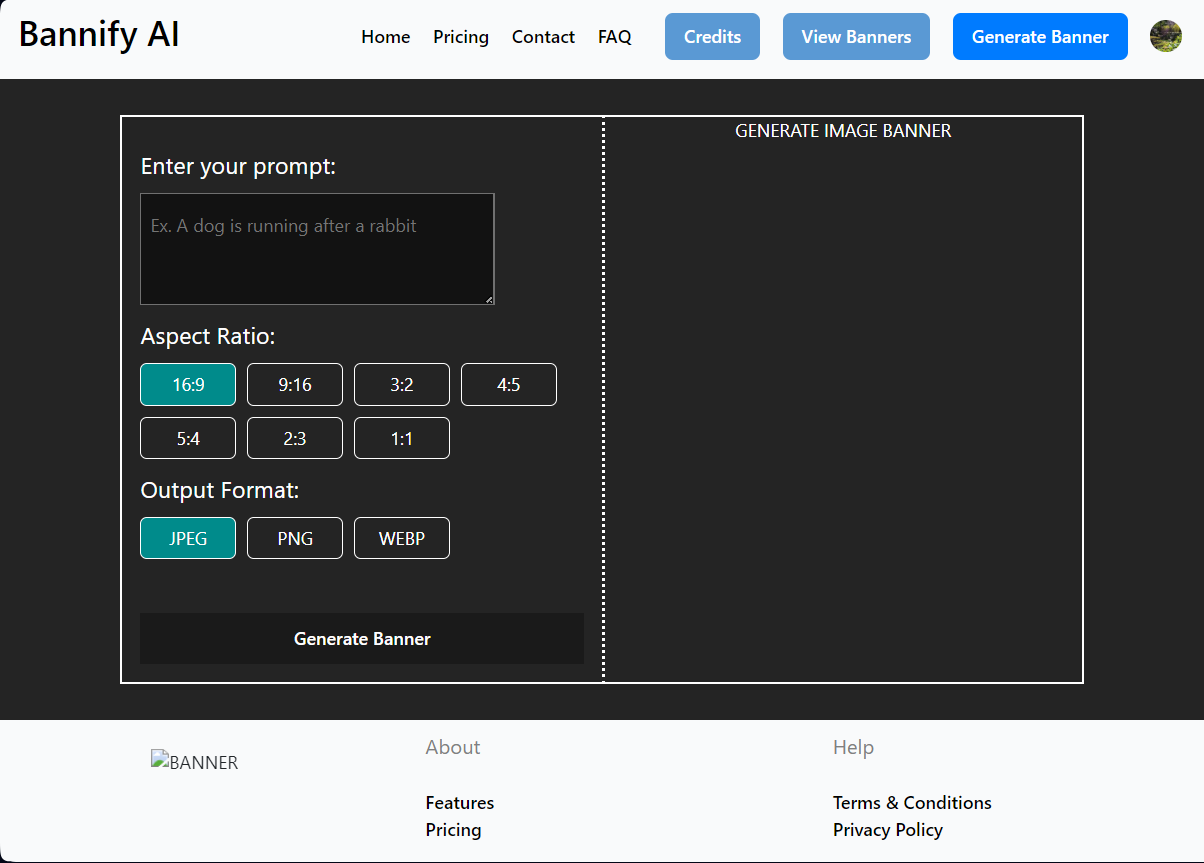 Bannify AI
Home Pricing Contact FAQ Credits View Banners Generate Banner
GENERATE IMAGE BANNER
Enter your prompt:
Ex. A dog is running after a rabbit
Aspect Ratio:
16:9 9:16 3:2 4:5
5:4 2:3 1:1
Output Format:
JPEG PNG WEBP
Generate Banner
BANNER
About
Features
Pricing
Help
Terms & Conditions
Privacy Policy